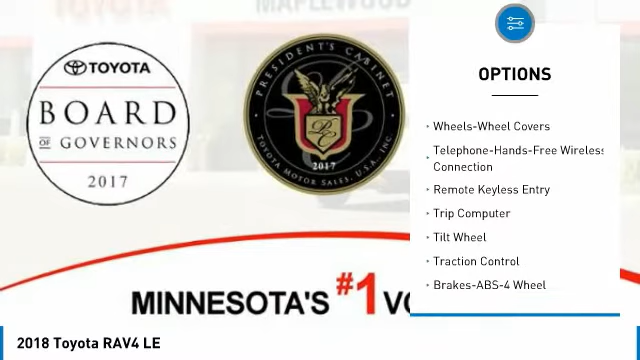 MAPLEWOOD
TOYOTA
BOARD
OF GOVERNORS
2017
PRESIDENT'S CABINET
PC
2017
TOYOTA MOTOR SALES, U.S.A., INC.
MINNESOTA'S #1
OPTIONS
Wheels-Wheel Covers
Telephone-Hands-Free Wireless
Connection
Remote Keyless Entry
Trip Computer
Tilt Wheel
Traction Control
Brakes-ABS-4 Wheel
2018 Toyota RAV4 LE